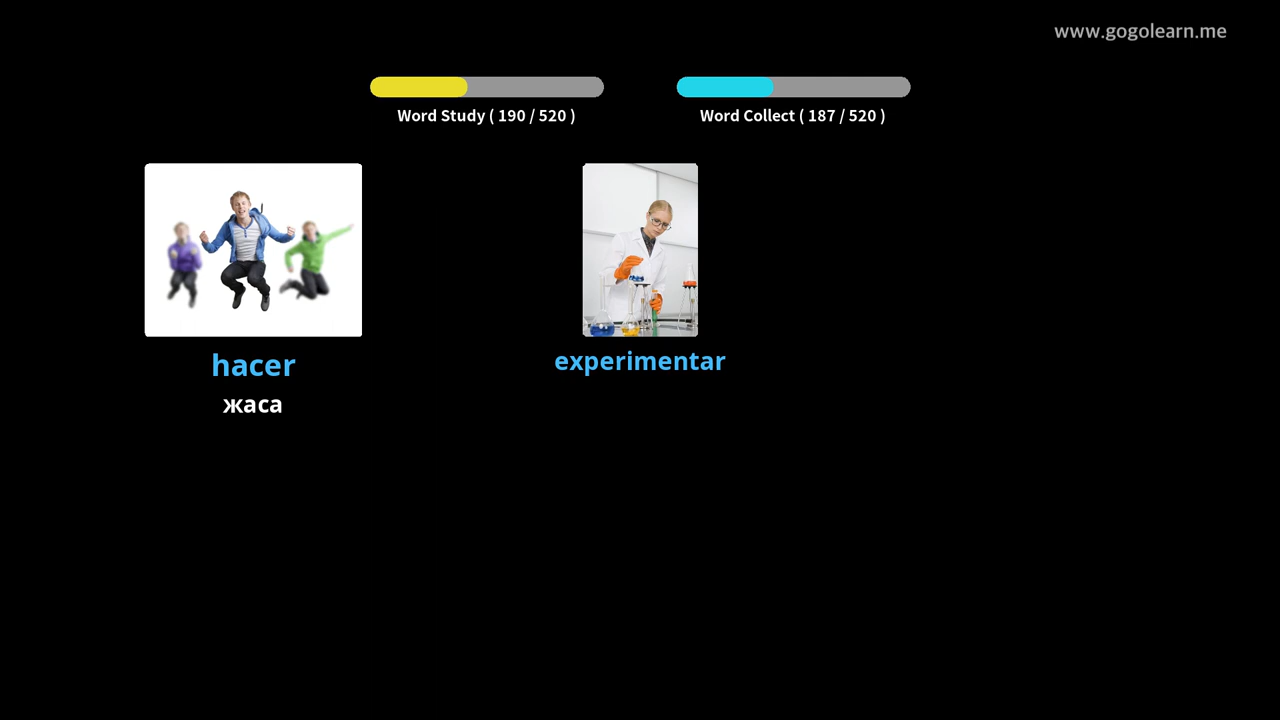 www.gogolearn.me
Word Study ( 190 / 520 )
Word Collect ( 187 / 520 )
hacer
жаса
experimentar